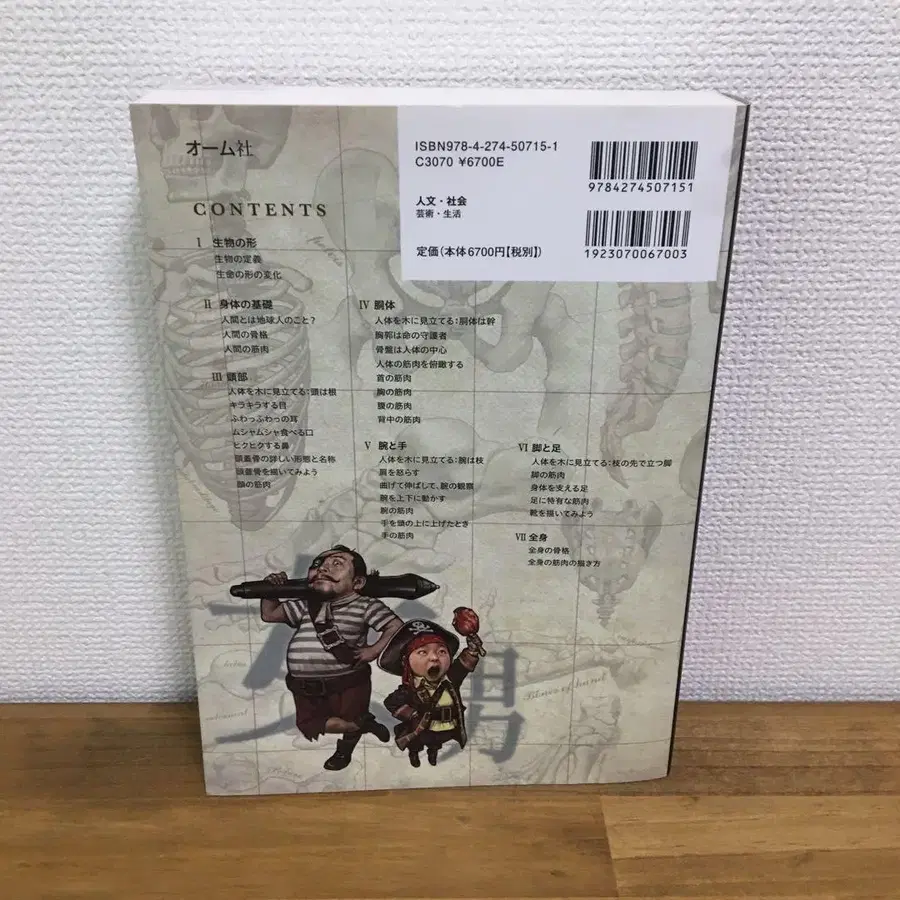 オーム社
ISBN978-4-274-50715-1
C3070 ¥6700E
人文・社会
芸術・生活
定価(本体6700円【税別】)
9784274507151
1923070067003
CONTENTS
I 生物の形
生物の定義
生命の形の変化
II 身体の基礎
人間とは地球人のこと?
人間の骨格
人間の筋肉
III 頭部
人体を木に見立てる:頭は根
キラキラする目
ふわっふわっの耳
ムシャムシャ食べる口
ヒクヒクする鼻
頭蓋骨の詳しい形態と名称
頭蓋骨を描いてみよう
顔の筋肉
IV 胴体
人体を木に見立てる:胴体は幹
胸郭は命の守護者
骨盤は人体の中心
人体の筋肉を俯瞰する
首の筋肉
胸の筋肉
腹の筋肉
背中の筋肉
V 腕と手
人体を木に見立てる:腕は枝
肩を怒らす
曲げて伸ばして、腕の観察
腕を上下に動かす
腕の筋肉
手を頭の上に上げたとき
手の筋肉
VI 脚と足
人体を木に見立てる:枝の先で立つ脚
脚の筋肉
身体を支える足
足に特有な筋肉
靴を描いてみよう
VII 全身
全身の骨格
全身の筋肉の描き方
Bones of hand